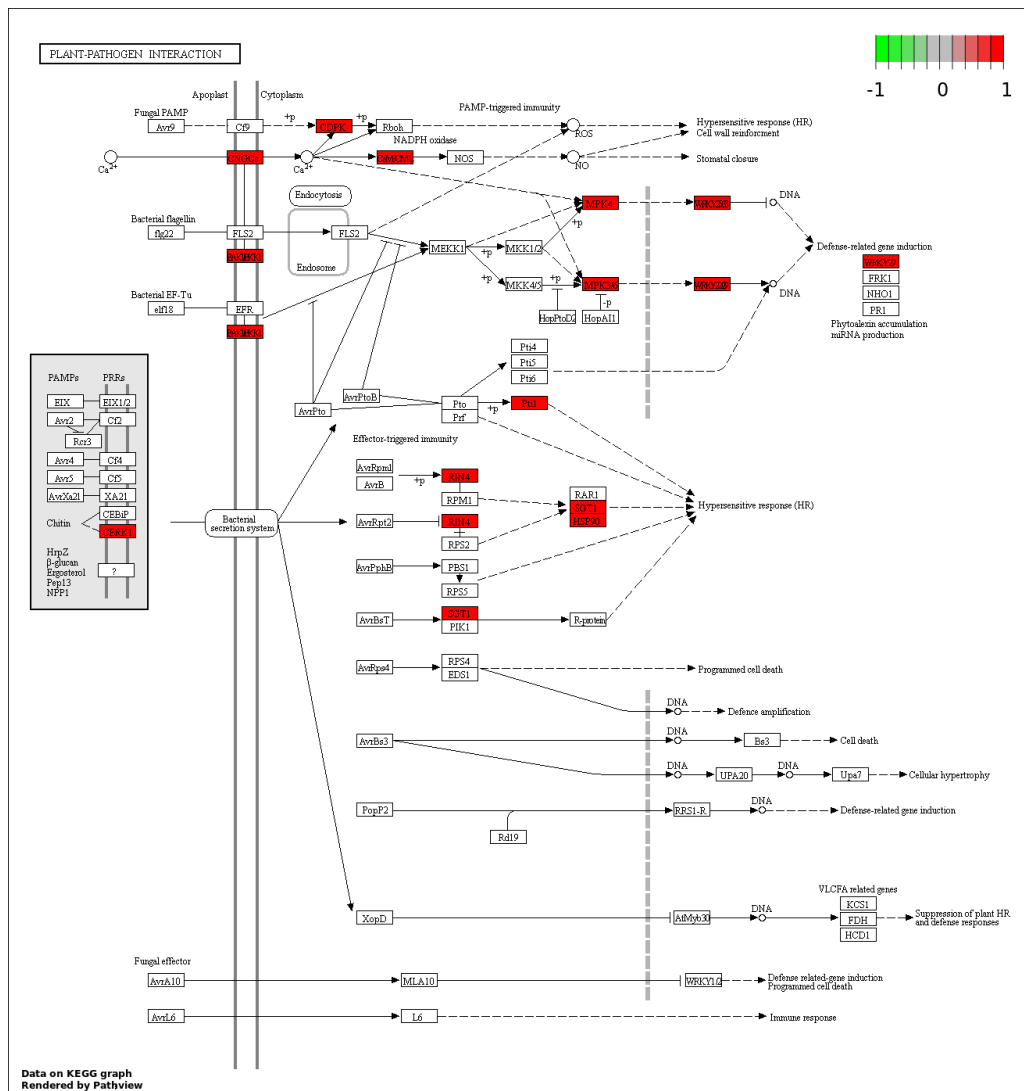 PLANT-PATHOGEN INTERACTION
-1 0 1
Apoplast Cytoplasm
Fungal PAMP
Avr9 Cf9 +p CDPK +p Rboh
PAMP-triggered immunity
ROS
Hypersensitive response (HR)
Cell wall reinforcment
NADPH oxidase
Ca2+ CNGCs Ca2+ NOS NO Stomatal closure
Endocytosis
MPK4 DNA
Bacterial flagellin
flg22 FLS2 FLS2
Endosome
MEKK1 MKK1/2 +p
+p
+p
Defense-related gene induction
FRK1
NHO1
PR1
Phytoalexin accumulation
miRNA production
MKK4/5 +p MPK3/6 DNA
-p
HopPtoD2 HopAI1
Bacterial EF-Tu
elf18 EFR
Pti4
Pti5
Pti6
AvrPto AvrPtoB Pto +p Pti1
Prf
PAMPs PRRs
EIX EIX1/2
Avr2 Cf2
Rcr3
Avr4 Cf4
Avr5 Cf5
AvrXa21 XA21
CEBiP
Chitin
CERK1
HrpZ
β-glucan
Ergosterol
Pep13
NPP1
?
Effector-triggered immunity
AvrRpm1
AvrB +p RIN4
RPM1
RAR1
SGT1
HSP90
Hypersensitive response (HR)
Bacterial
secretion system
AvrRpt2 RIN4
RPS2
AvrPphB PBS1
RPS5
AvrBsT SGT1
PIK1
R-protein
AvrRps4 RPS4
EDS1
Programmed cell death
DNA Defence amplification
AvrBs3 DNA Bs3 Cell death
DNA UPA20 DNA Upa7 Cellular hypertrophy
PopP2 RRS1-R DNA Defense-related gene induction
Rd19
VLCFA related genes
XopD AtMyb30 DNA KCS1
FDH
HCD1
Suppression of plant HR
and defense responses
Fungal effector
AvrA10 MLA10 WRKY1/2 Defense related-gene induction
Programmed cell death
AvrL6 L6 Immune response
Data on KEGG graph
Rendered by Pathview